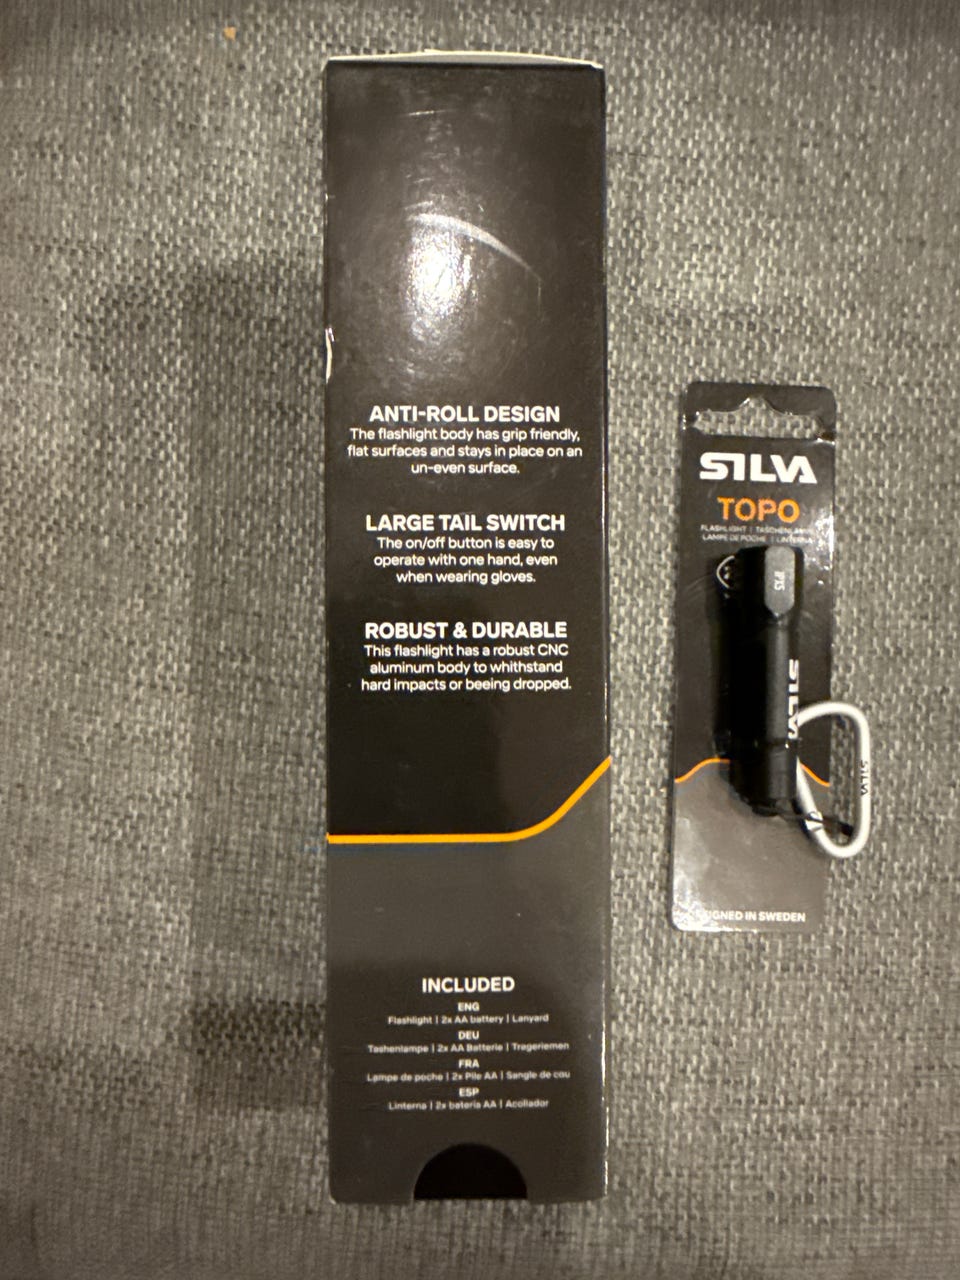 ANTI-ROLL DESIGN
The flashlight body has grip friendly,
flat surfaces and stays in place on an
un-even surface.
LARGE TAIL SWITCH
The on/off button is easy to
operate with one hand, even
when wearing gloves.
ROBUST & DURABLE
This flashlight has a robust CNC
aluminum body to whithstand
hard impacts or beeing dropped.
INCLUDED
ENG
Flashlight | 2x AA battery | Lanyard
DEU
Tashenlampe | 2x AA Batterie | Trageriemen
FRA
Lampe de poche | 2x Pile AA | Sangle de cou
ESP
Linterna | 2x batería AA | Acollador
SILVA
TOPO
FLASHLIGHT | TASCHENLAMPE
LAMPE DE POCHE | LINTERNA
IPX5
SILVA
SILVA
IN SWEDEN